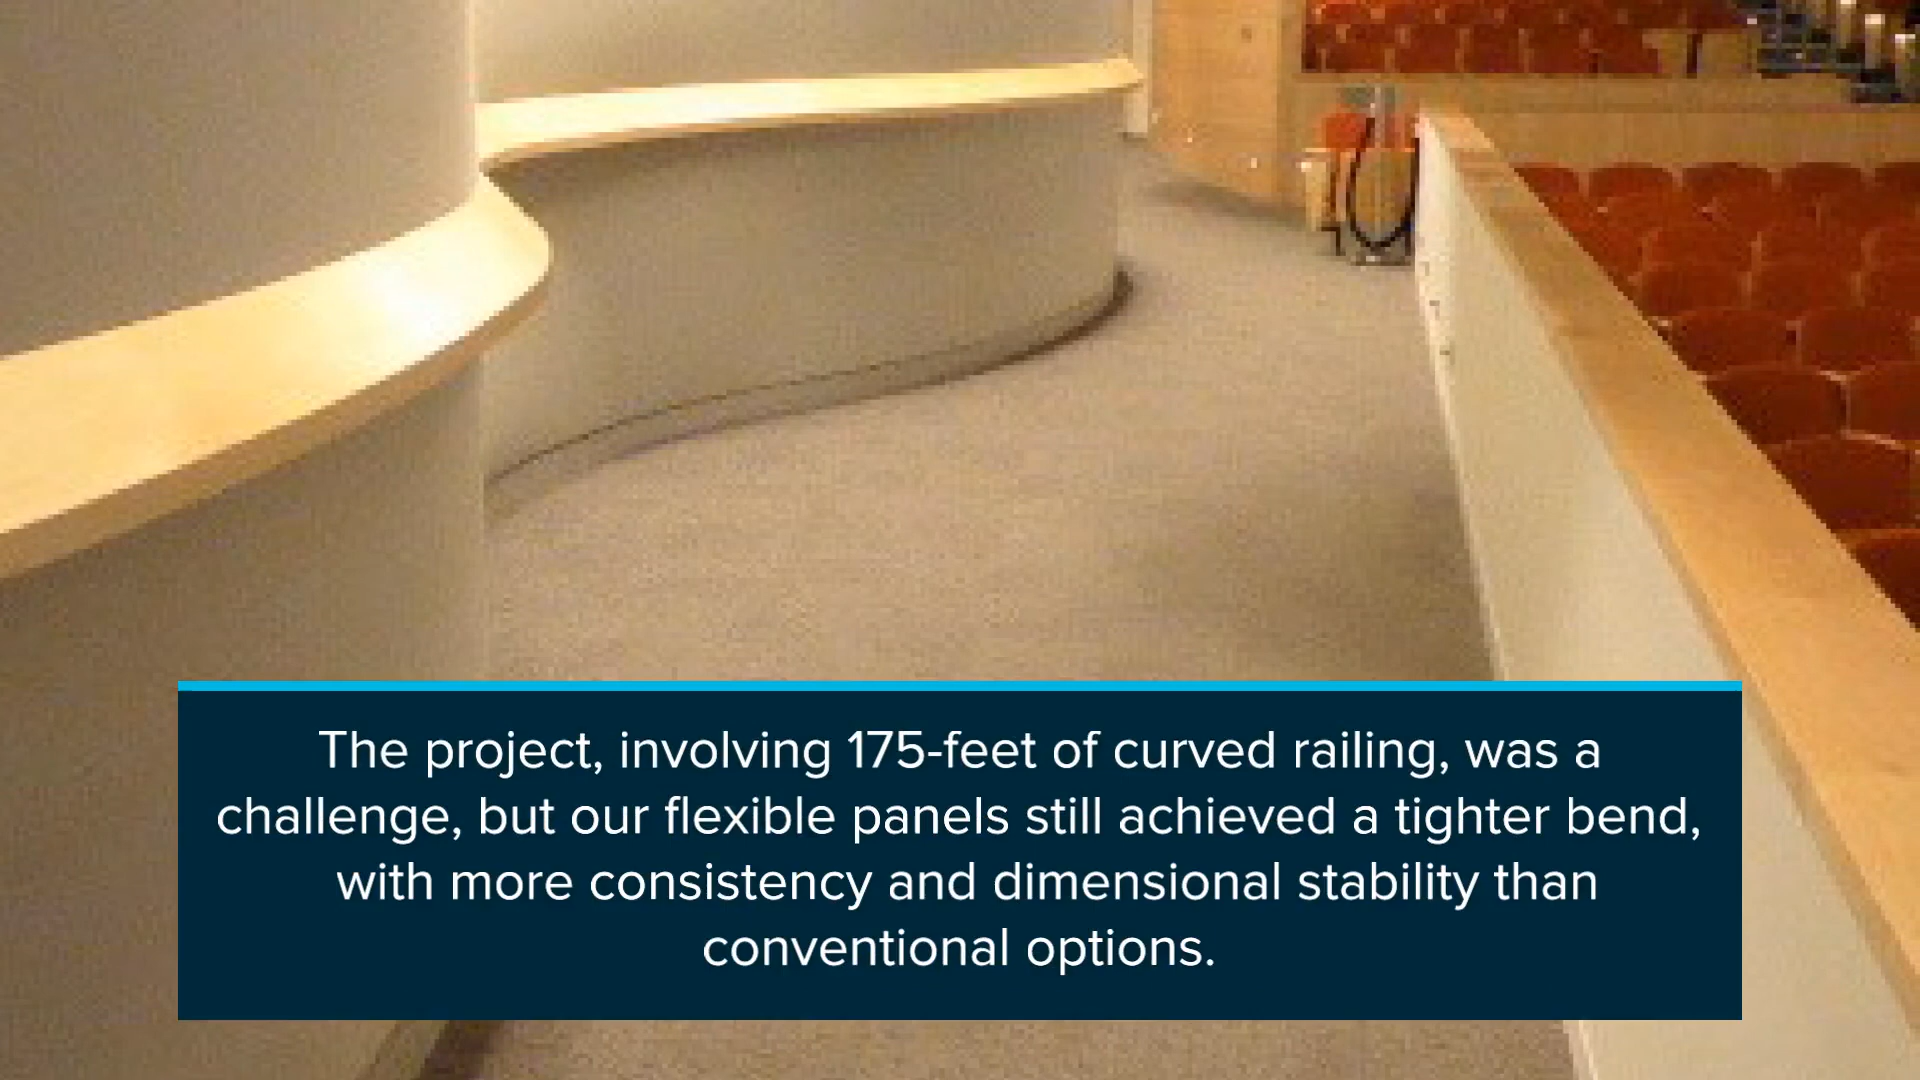 The project, involving 175-feet of curved railing, was a
challenge, but our flexible panels still achieved a tighter bend,
with more consistency and dimensional stability than
conventional options.